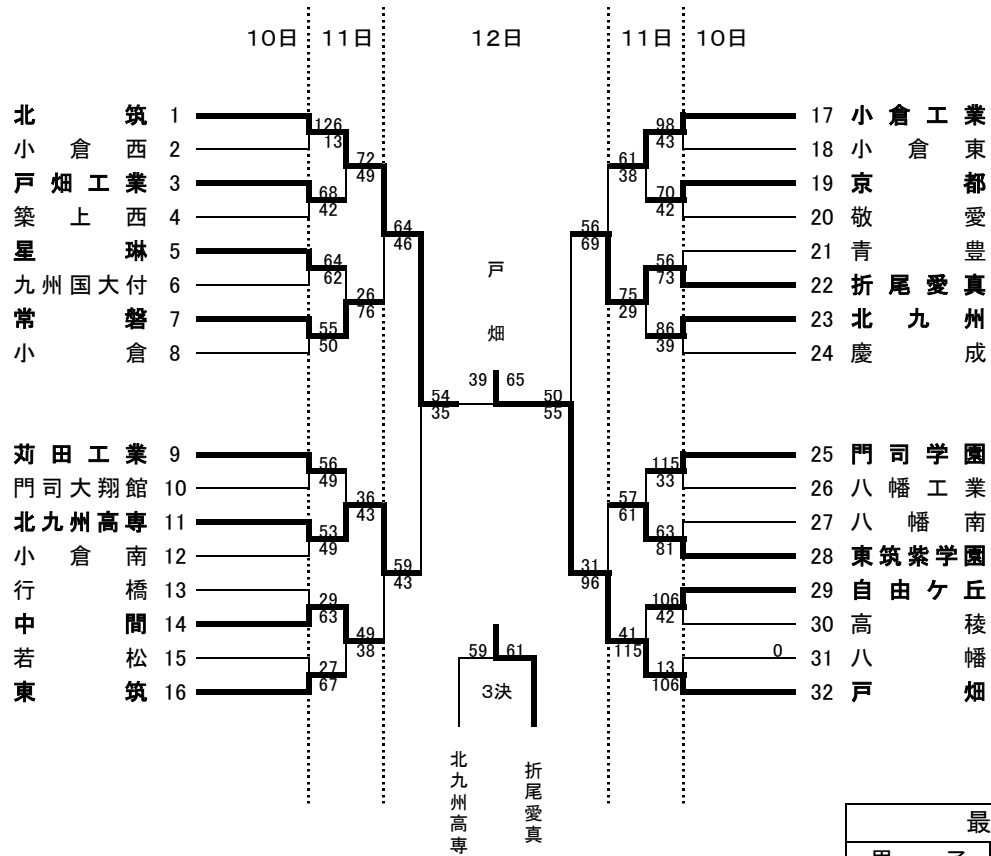 10日 11日 12日 11日 10日
北筑 1
小倉西 2
戸畑工業 3
築上西 4
星琳 5
九州国大付 6
常磐 7
小倉 8
苅田工業 9
門司大翔館 10
北九州高専 11
小倉南 12
行橋 13
中間 14
若松 15
東筑 16
126
13
68
42
64
62
55
50
72
49
26
76
64
46
56
49
53
49
29
63
27
67
36
43
49
38
59
43
54
35
戸畑
39 65
50
55
56
69
31
96
61
38
75
29
57
61
41
115
98
43
70
42
56
73
86
39
115
33
63
81
106
42
13
106
0
17 小倉工業
18 小倉東
19 京都
20 敬愛
21 青豊
22 折尾愛真
23 北九州
24 慶成
25 門司学園
26 八幡工業
27 八幡南
28 東筑紫学園
29 自由ケ丘
30 高稜
31 八幡
32 戸畑
59 61
3決
北九州高専
折尾愛真
最